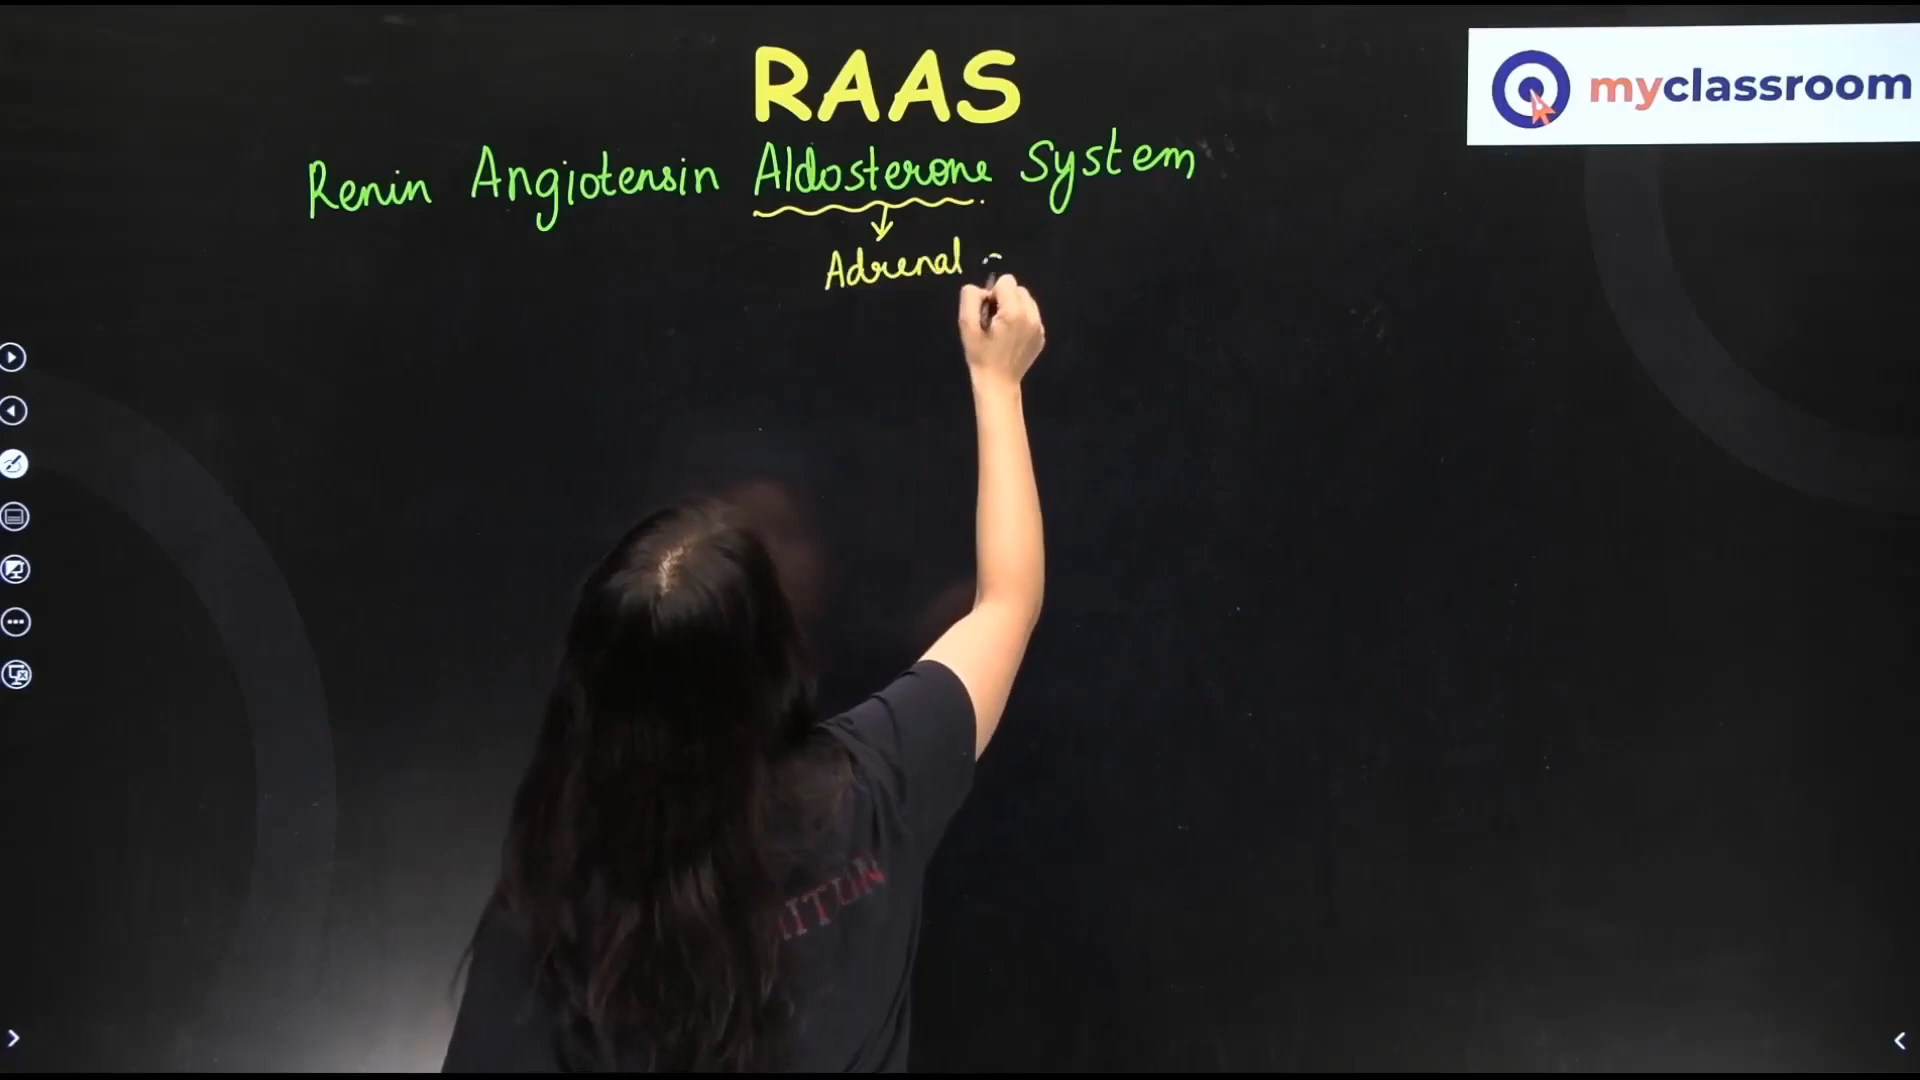 RAAS
myclassroom
Renin Angiotensin Aldosterone System
Adrenal